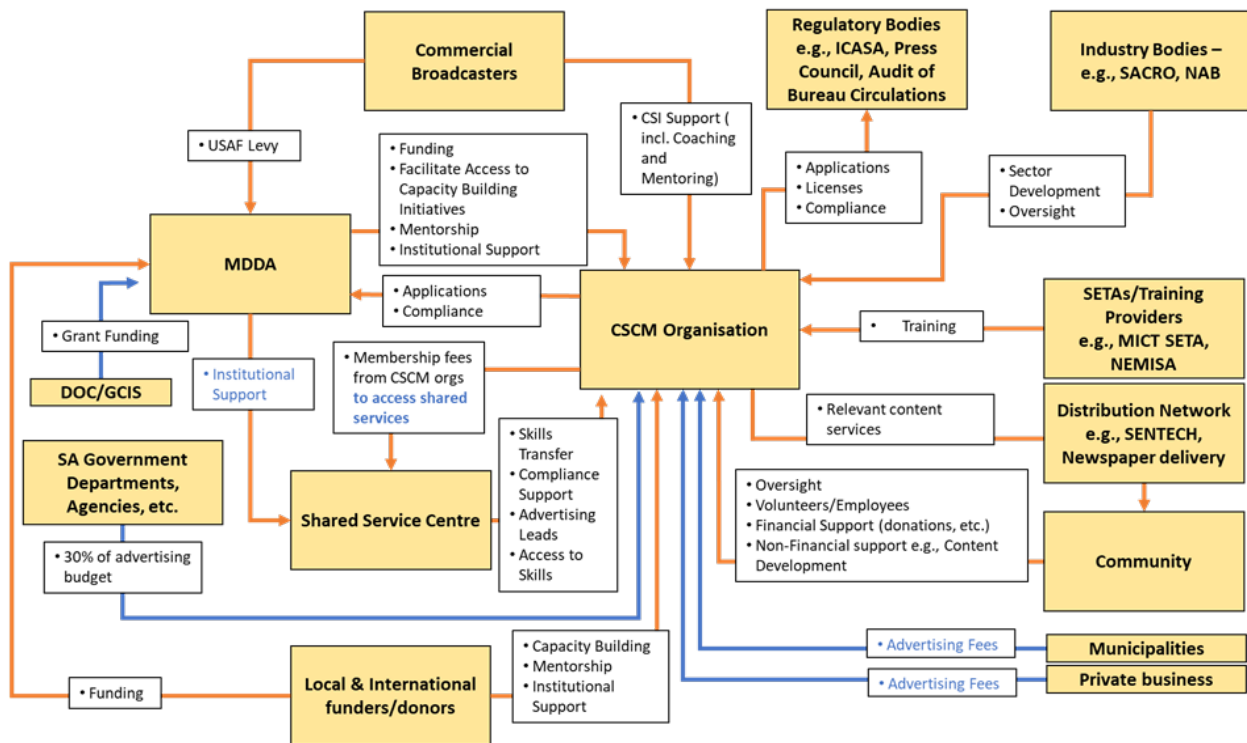 Commercial
Broadcasters
Regulatory Bodies
e.g., ICASA, Press
Council, Audit of
Bureau Circulations
Industry Bodies –
e.g., SACRO, NAB
• USAF Levy
• Funding
• Facilitate Access to
Capacity Building
Initiatives
• Mentorship
• Institutional Support
• CSI Support (
incl. Coaching
and
Mentoring)
• Applications
• Licenses
• Compliance
• Sector
Development
• Oversight
MDDA
• Applications
• Compliance
CSCM Organisation
• Training
SETAs/Training
Providers
e.g., MICT SETA,
NEMISA
• Grant Funding
DOC/GCIS
• Institutional
Support
• Membership fees
from CSCM orgs
to access shared
services
• Relevant content
services
Distribution Network
e.g., SENTECH,
Newspaper delivery
SA Government
Departments,
Agencies, etc.
Shared Service Centre
• Skills
Transfer
• Compliance
Support
• Advertising
Leads
• Access to
Skills
• Oversight
• Volunteers/Employees
• Financial Support (donations, etc.)
• Non-Financial support e.g., Content
Development
Community
• 30% of advertising
budget
• Advertising Fees
Municipalities
• Advertising Fees
Private business
• Funding
Local & International
funders/donors
• Capacity Building
• Mentorship
• Institutional
Support